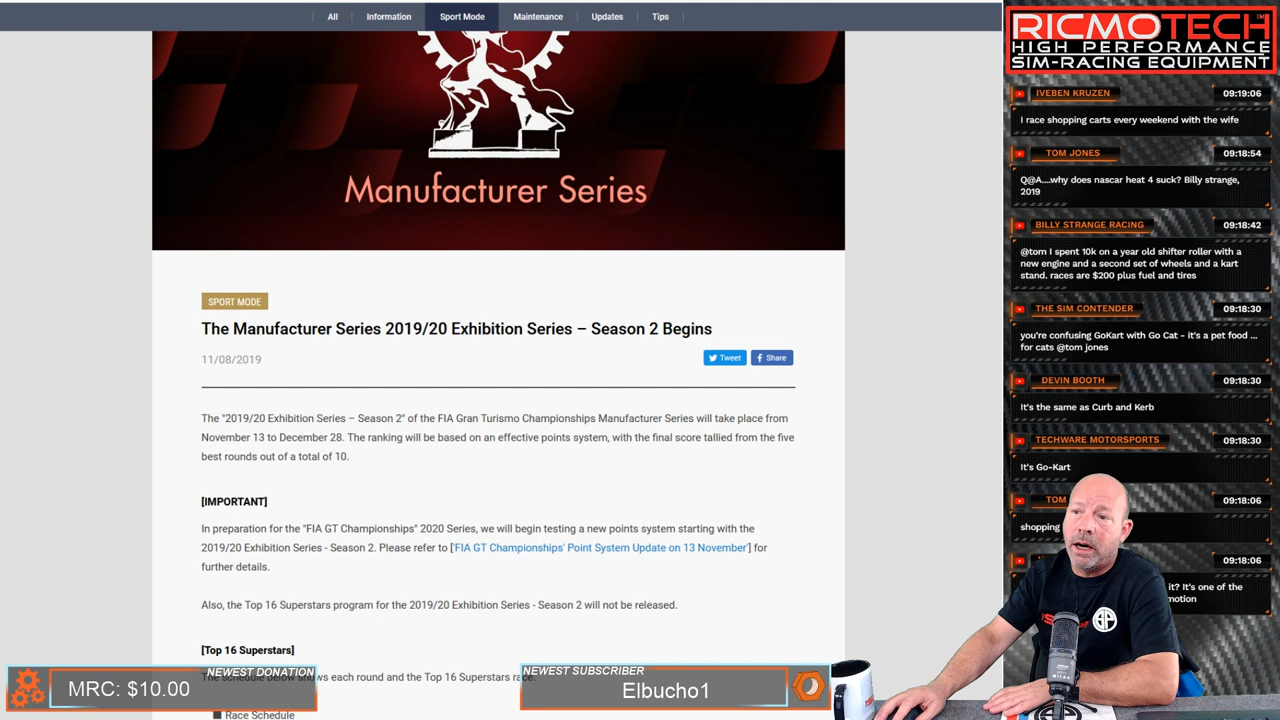 All
Information
Sport Mode
Maintenance
Updates
Tips
Manufacturer Series
SPORT MODE
The Manufacturer Series 2019/20 Exhibition Series – Season 2 Begins
11/08/2019
Tweet
Share
The "2019/20 Exhibition Series – Season 2" of the FIA Gran Turismo Championships Manufacturer Series will take place from
November 13 to December 28. The ranking will be based on an effective points system, with the final score tallied from the five
best rounds out of a total of 10.
[IMPORTANT]
In preparation for the "FIA GT Championships" 2020 Series, we will begin testing a new points system starting with the
2019/20 Exhibition Series - Season 2. Please refer to ['FIA GT Championships' Point System Update on 13 November'] for
further details.
Also, the Top 16 Superstars program for the 2019/20 Exhibition Series - Season 2 will not be released.
[Top 16 Superstars]
The schedule below shows each round and the Top 16 Superstars race.
■ Race Schedule
NEWEST DONATION
MRC: $10.00
NEWEST SUBSCRIBER
Elbucho1
RICMOTECH™
HIGH PERFORMANCE
SIM-RACING EQUIPMENT
IVEBEN KRUZEN
09:19:06
I race shopping carts every weekend with the wife
TOM JONES
09:18:54
Q@A....why does nascar heat 4 suck? Billy strange,
2019
BILLY STRANGE RACING
09:18:42
@tom I spent 10k on a year old shifter roller with a
new engine and a second set of wheels and a kart
stand. races are $200 plus fuel and tires
THE SIM CONTENDER
09:18:30
you're confusing GoKart with Go Cat - it's a pet food ...
for cats @tom jones
DEVIN BOOTH
09:18:30
It's the same as Curb and Kerb
TECHWARE MOTORSPORTS
09:18:30
It's Go-Kart
TOM
09:18:06
shopping
09:18:06
it? It's one of the
motion